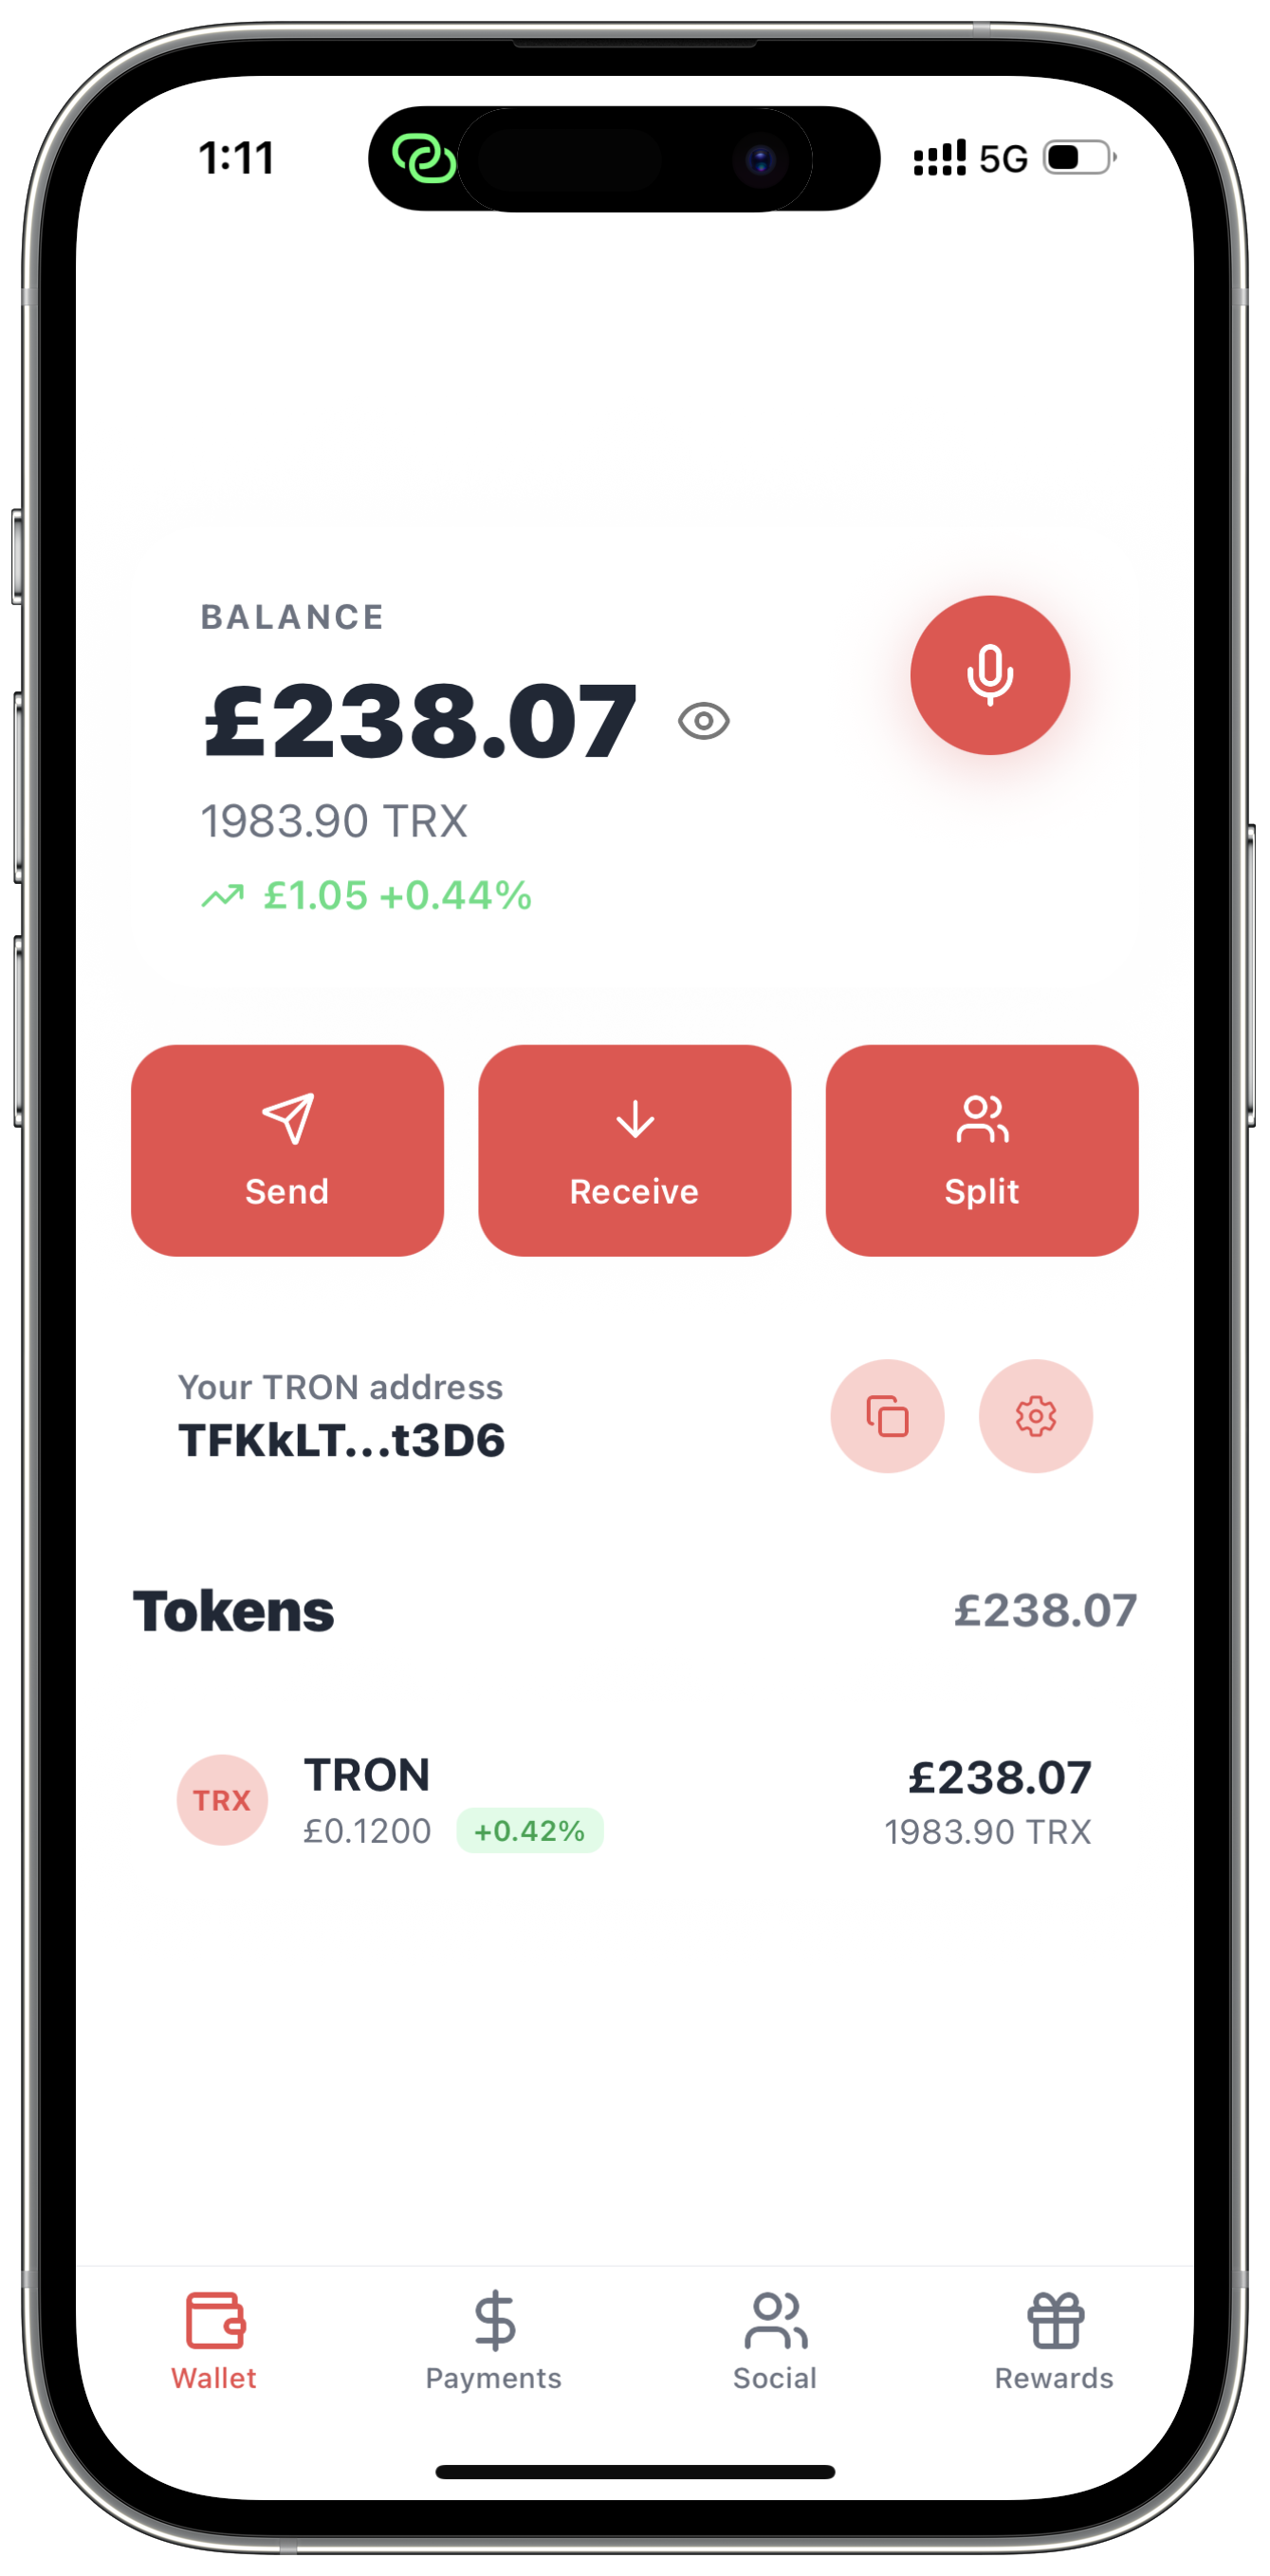 1:11
5G
BALANCE
£238.07
1983.90 TRX
£1.05 +0.44%
Send
Receive
Split
Your TRON address
TFKkLT...t3D6
Tokens
£238.07
TRX
TRON
£238.07
£0.1200
+0.42%
1983.90 TRX
Wallet
Payments
Social
Rewards